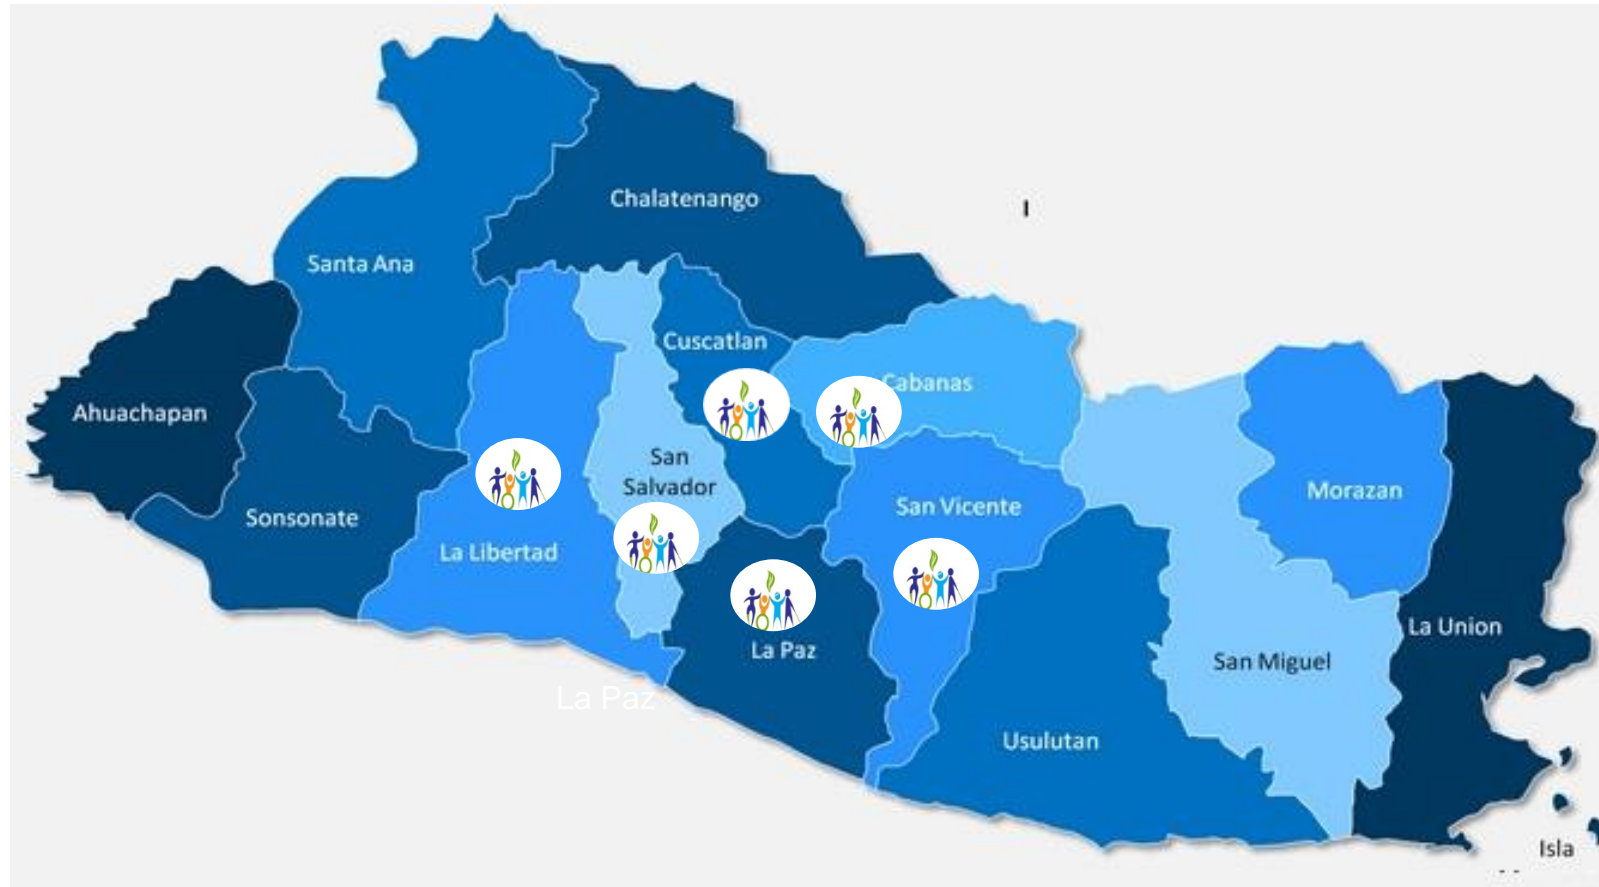 Chalatenango
I
Santa Ana
Cuscatlan
Cabanas
Ahuachapan
San
Salvador
Morazan
San Vicente
Sonsonate
La Libertad
La Union
La Paz
San Miguel
La Paz
Usulutan
Isla